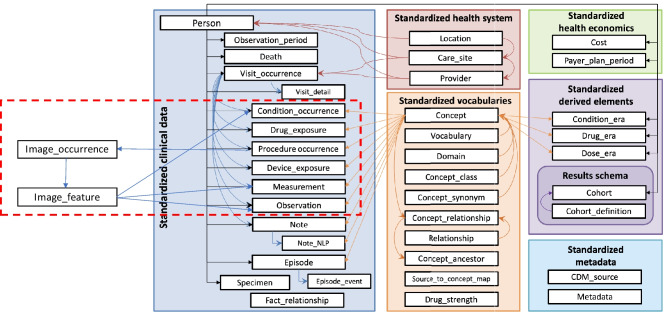 Person
Observation_period
Death
Visit_occurrence
Visit_detail
Condition_occurrence
Drug_exposure
Procedure occurrence
Device_exposure
Measurement
Observation
Note
Note_NLP
Episode
Specimen
Episode_event
Fact_relationship
Standardized clinical data
Image_occurrence
Image_feature
Standardized health system
Location
Care_site
Provider
Standardized vocabularies
Concept
Vocabulary
Domain
Concept_class
Concept_synonym
Concept_relationship
Relationship
Concept_ancestor
Source_to_concept_map
Drug_strength
Standardized
health economics
Cost
Payer_plan_period
Standardized
derived elements
Condition_era
Drug_era
Dose_era
Results schema
Cohort
Cohort_definition
Standardized
metadata
CDM_source
Metadata